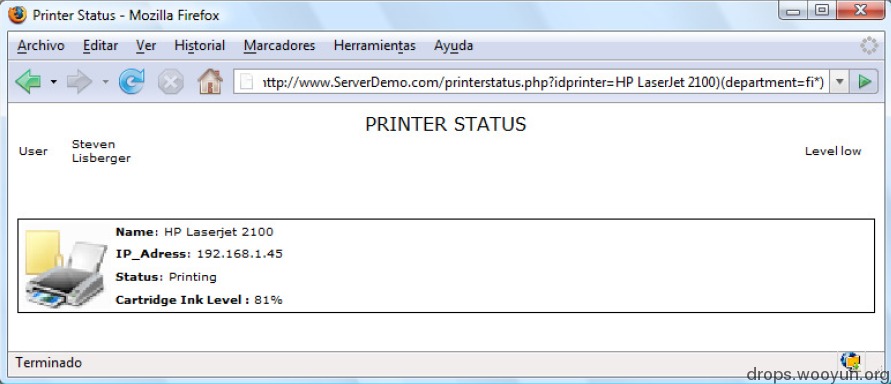 Printer Status - Mozilla Firefox
Archivo Editar Ver Historial Marcadores Herramientas Ayuda
ttp://www.ServerDemo.com/printerstatus.php?idprinter=HP LaserJet 2100)(department=fi*)
PRINTER STATUS
User Steven Lisberger Level low
Name: HP Laserjet 2100
IP_Adress: 192.168.1.45
Status: Printing
Cartridge Ink Level : 81%
Terminado
drops.wooyun.org